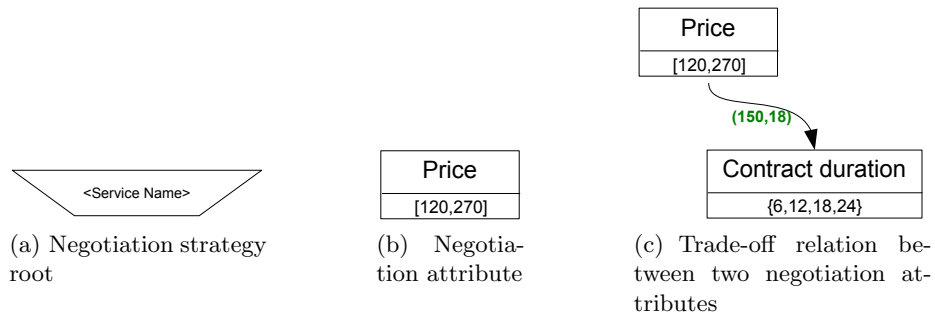 Price
[120,270]
(150,18)
<Service Name>
Price
[120,270]
Contract duration
{6,12,18,24}
(a) Negotiation strategy
root
(b) Negotia-
tion attribute
(c) Trade-off relation be-
tween two negotiation at-
tributes